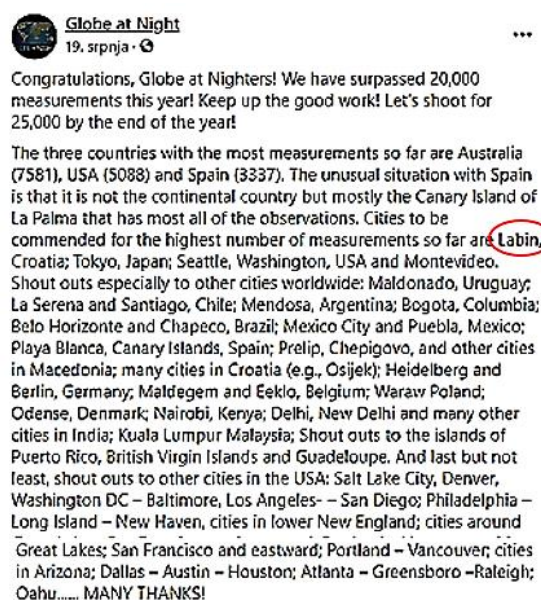 Globe at Night
19. srpnja ·
Congratulations, Globe at Nighters! We have surpassed 20,000
measurements this year! Keep up the good work! Let's shoot for
25,000 by the end of the year!
The three countries with the most measurements so far are Australia
(7581), USA (5088) and Spain (3337). The unusual situation with Spain
is that it is not the continental country but mostly the Canary Island of
La Palma that has most all of the observations. Cities to be
commended for the highest number of measurements so far are Labin,
Croatia; Tokyo, Japan; Seattle, Washington, USA and Montevideo.
Shout outs especially to other cities worldwide: Maldonado, Uruguay;
La Serena and Santiago, Chile; Mendosa, Argentina; Bogota, Columbia;
Belo Horizonte and Chapeco, Brazil; Mexico City and Puebla, Mexico;
Playa Blanca, Canary Islands, Spain; Prelip, Chepigovo, and other cities
in Macedonia; many cities in Croatia (e.g., Osijek); Heidelberg and
Berlin, Germany; Maldegem and Eeklo, Belgium; Waraw Poland;
Odense, Denmark; Nairobi, Kenya; Delhi, New Delhi and many other
cities in India; Kuala Lumpur Malaysia; Shout outs to the islands of
Puerto Rico, British Virgin Islands and Guadeloupe. And last but not
least, shout outs to other cities in the USA: Salt Lake City, Denver,
Washington DC – Baltimore, Los Angeles- – San Diego; Philadelphia –
Long Island – New Haven, cities in lower New England; cities around
Great Lakes; San Francisco and eastward; Portland – Vancouver; cities
in Arizona; Dallas – Austin – Houston; Atlanta – Greensboro –Raleigh;
Oahu...... MANY THANKS!